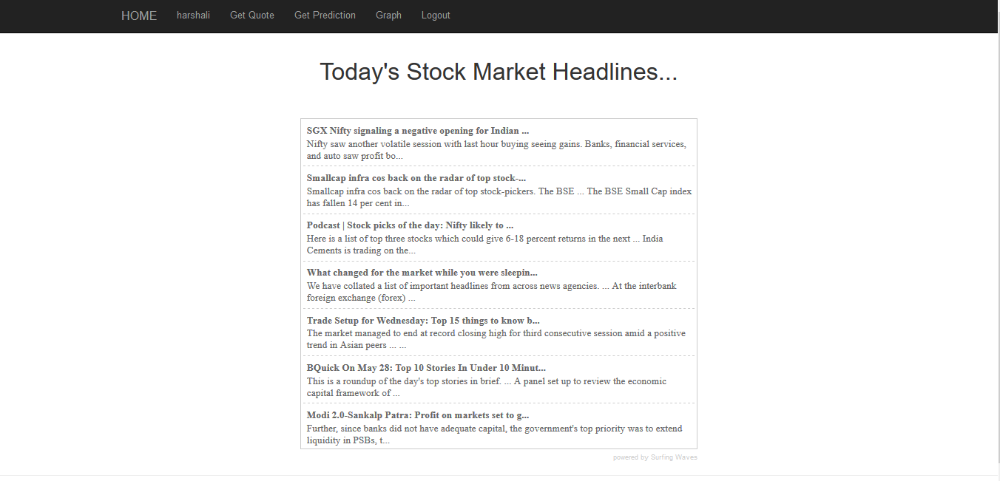 HOME harshali Get Quote Get Prediction Graph Logout
Today's Stock Market Headlines...
SGX Nifty signaling a negative opening for Indian ...
Nifty saw another volatile session with last hour buying seeing gains. Banks, financial services,
and auto saw profit bo...
Smallcap infra cos back on the radar of top stock-...
Smallcap infra cos back on the radar of top stock-pickers. The BSE ... The BSE Small Cap index
has fallen 14 per cent in...
Podcast | Stock picks of the day: Nifty likely to ...
Here is a list of top three stocks which could give 6-18 percent returns in the next ... India
Cements is trading on the...
What changed for the market while you were sleepin...
We have collated a list of important headlines from across news agencies. ... At the interbank
foreign exchange (forex) ...
Trade Setup for Wednesday: Top 15 things to know b...
The market managed to end at record closing high for third consecutive session amid a positive
trend in Asian peers ... ...
BQuick On May 28: Top 10 Stories In Under 10 Minut...
This is a roundup of the day's top stories in brief. ... A panel set up to review the economic
capital framework of ...
Modi 2.0-Sankalp Patra: Profit on markets set to g...
Further, since banks did not have adequate capital, the government's top priority was to extend
liquidity in PSBs, t...
powered by Surfing Waves